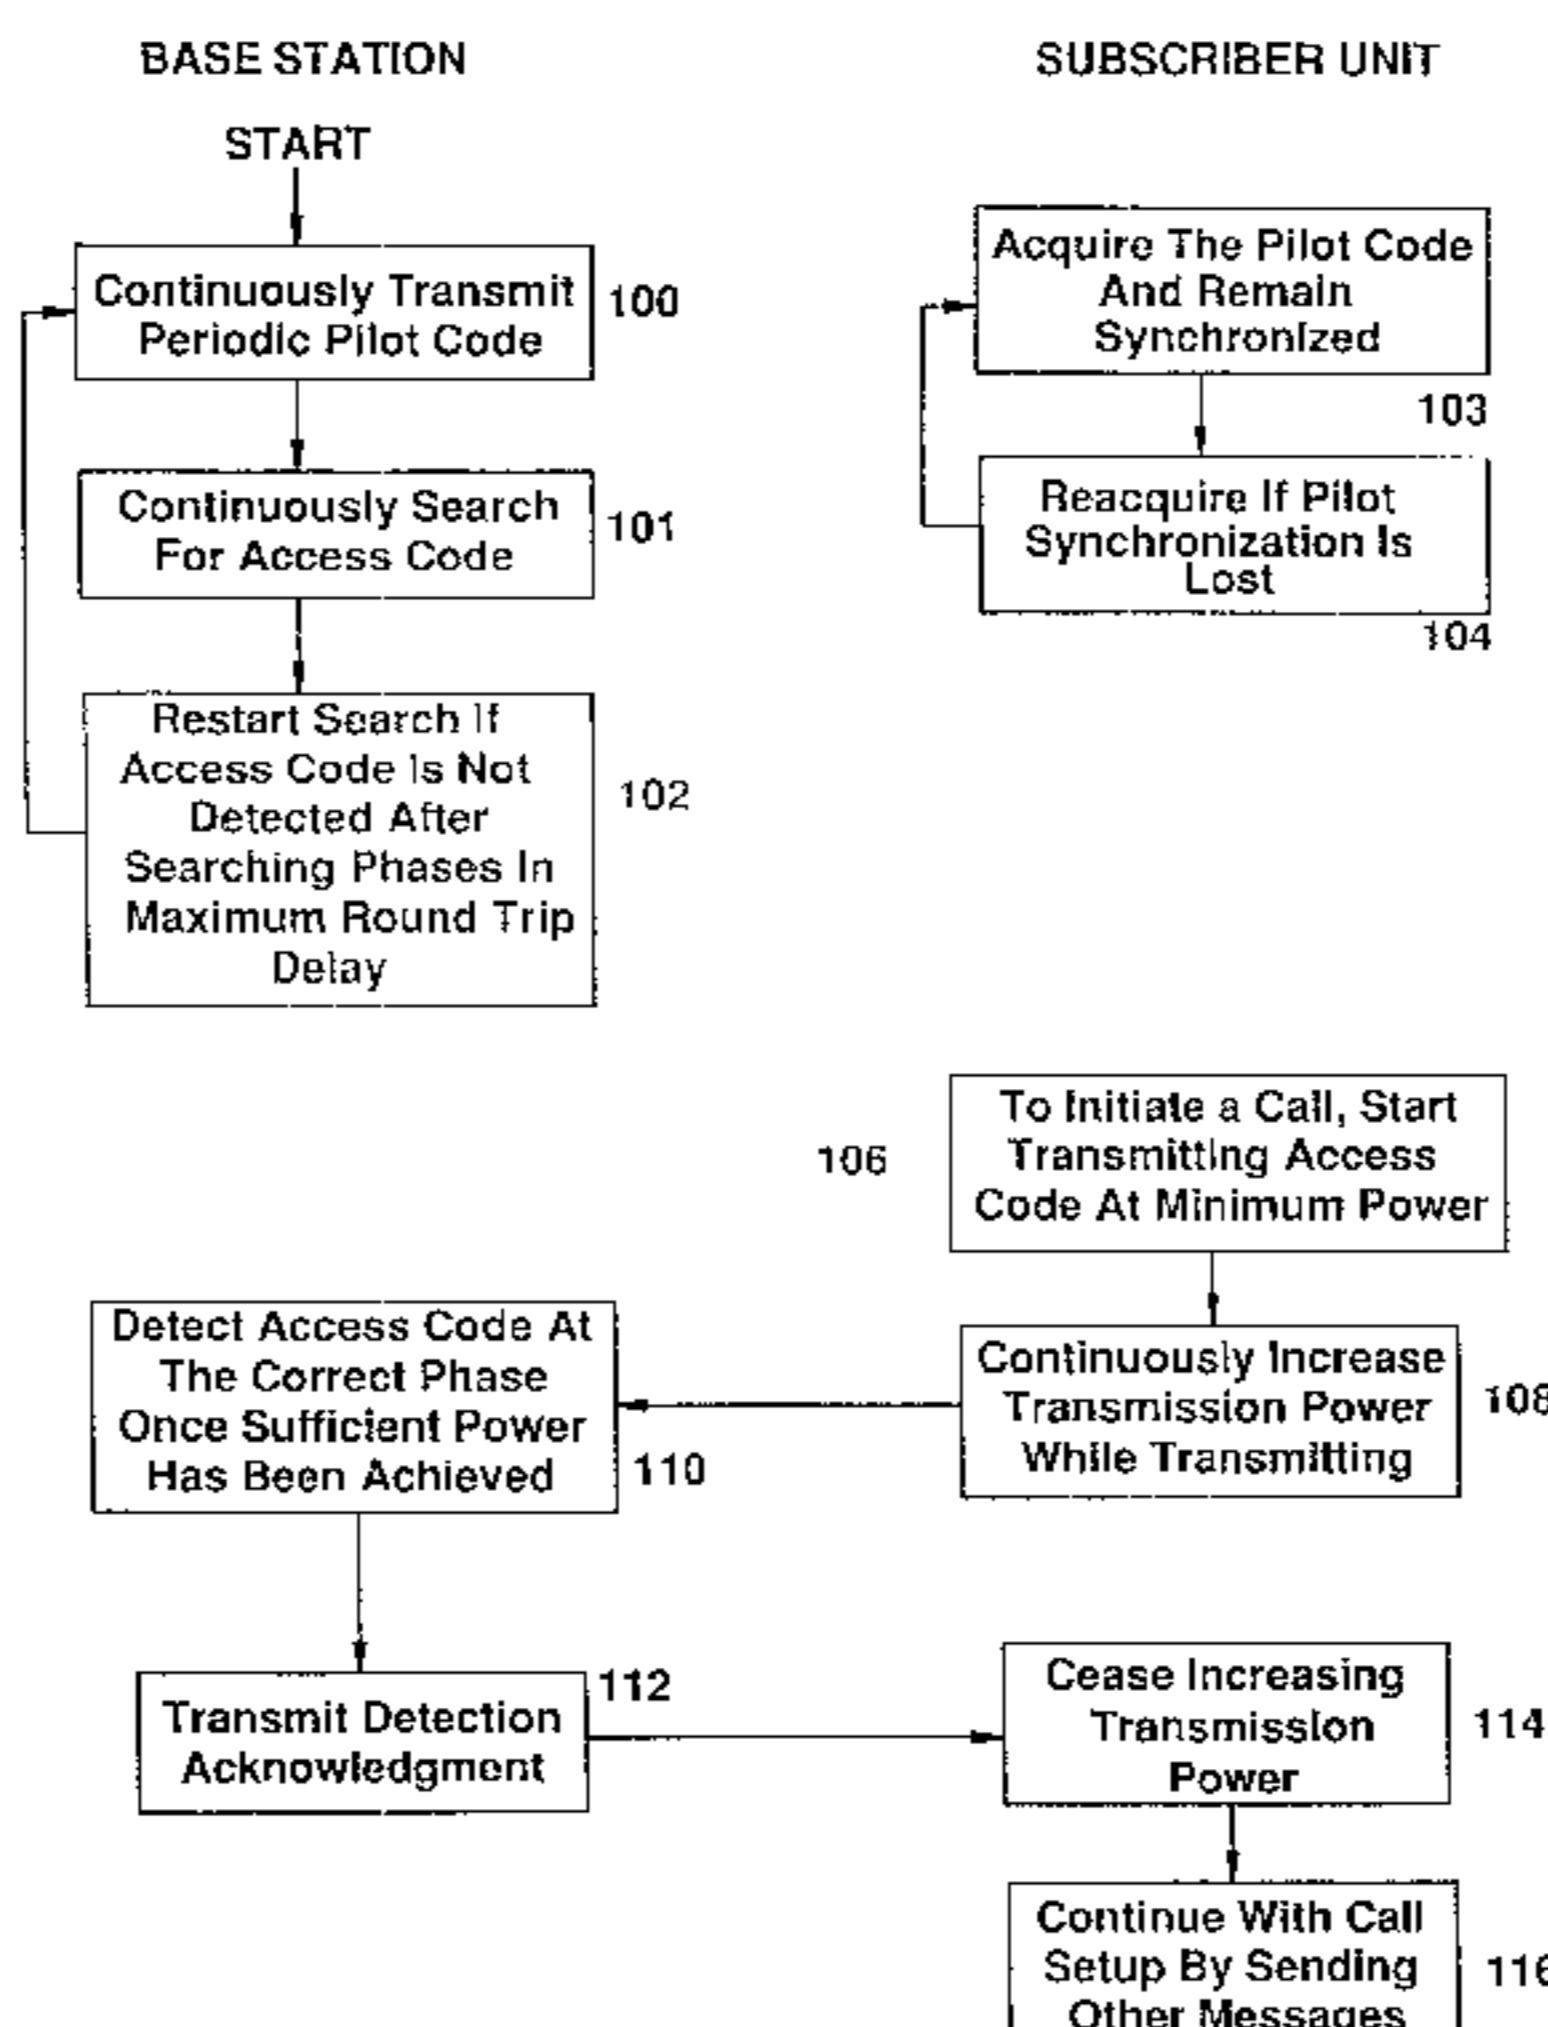 BASE STATION
SUBSCRIBER UNIT
START
Continuously Transmit
Periodic Pilot Code
100
Acquire The Pilot Code
And Remain
Synchronized
103
Continuously Search
For Access Code
101
Reacquire If Pilot
Synchronization Is
Lost
104
Restart Search If
Access Code Is Not
Detected After
Searching Phases In
Maximum Round Trip
Delay
102
To Initiate a Call, Start
Transmitting Access
Code At Minimum Power
106
Continuously Increase
Transmission Power
While Transmitting
108
Detect Access Code At
The Correct Phase
Once Sufficient Power
Has Been Achieved
110
Transmit Detection
Acknowledgment
112
Cease Increasing
Transmission
Power
114
Continue With Call
Setup By Sending
Other Messages
116